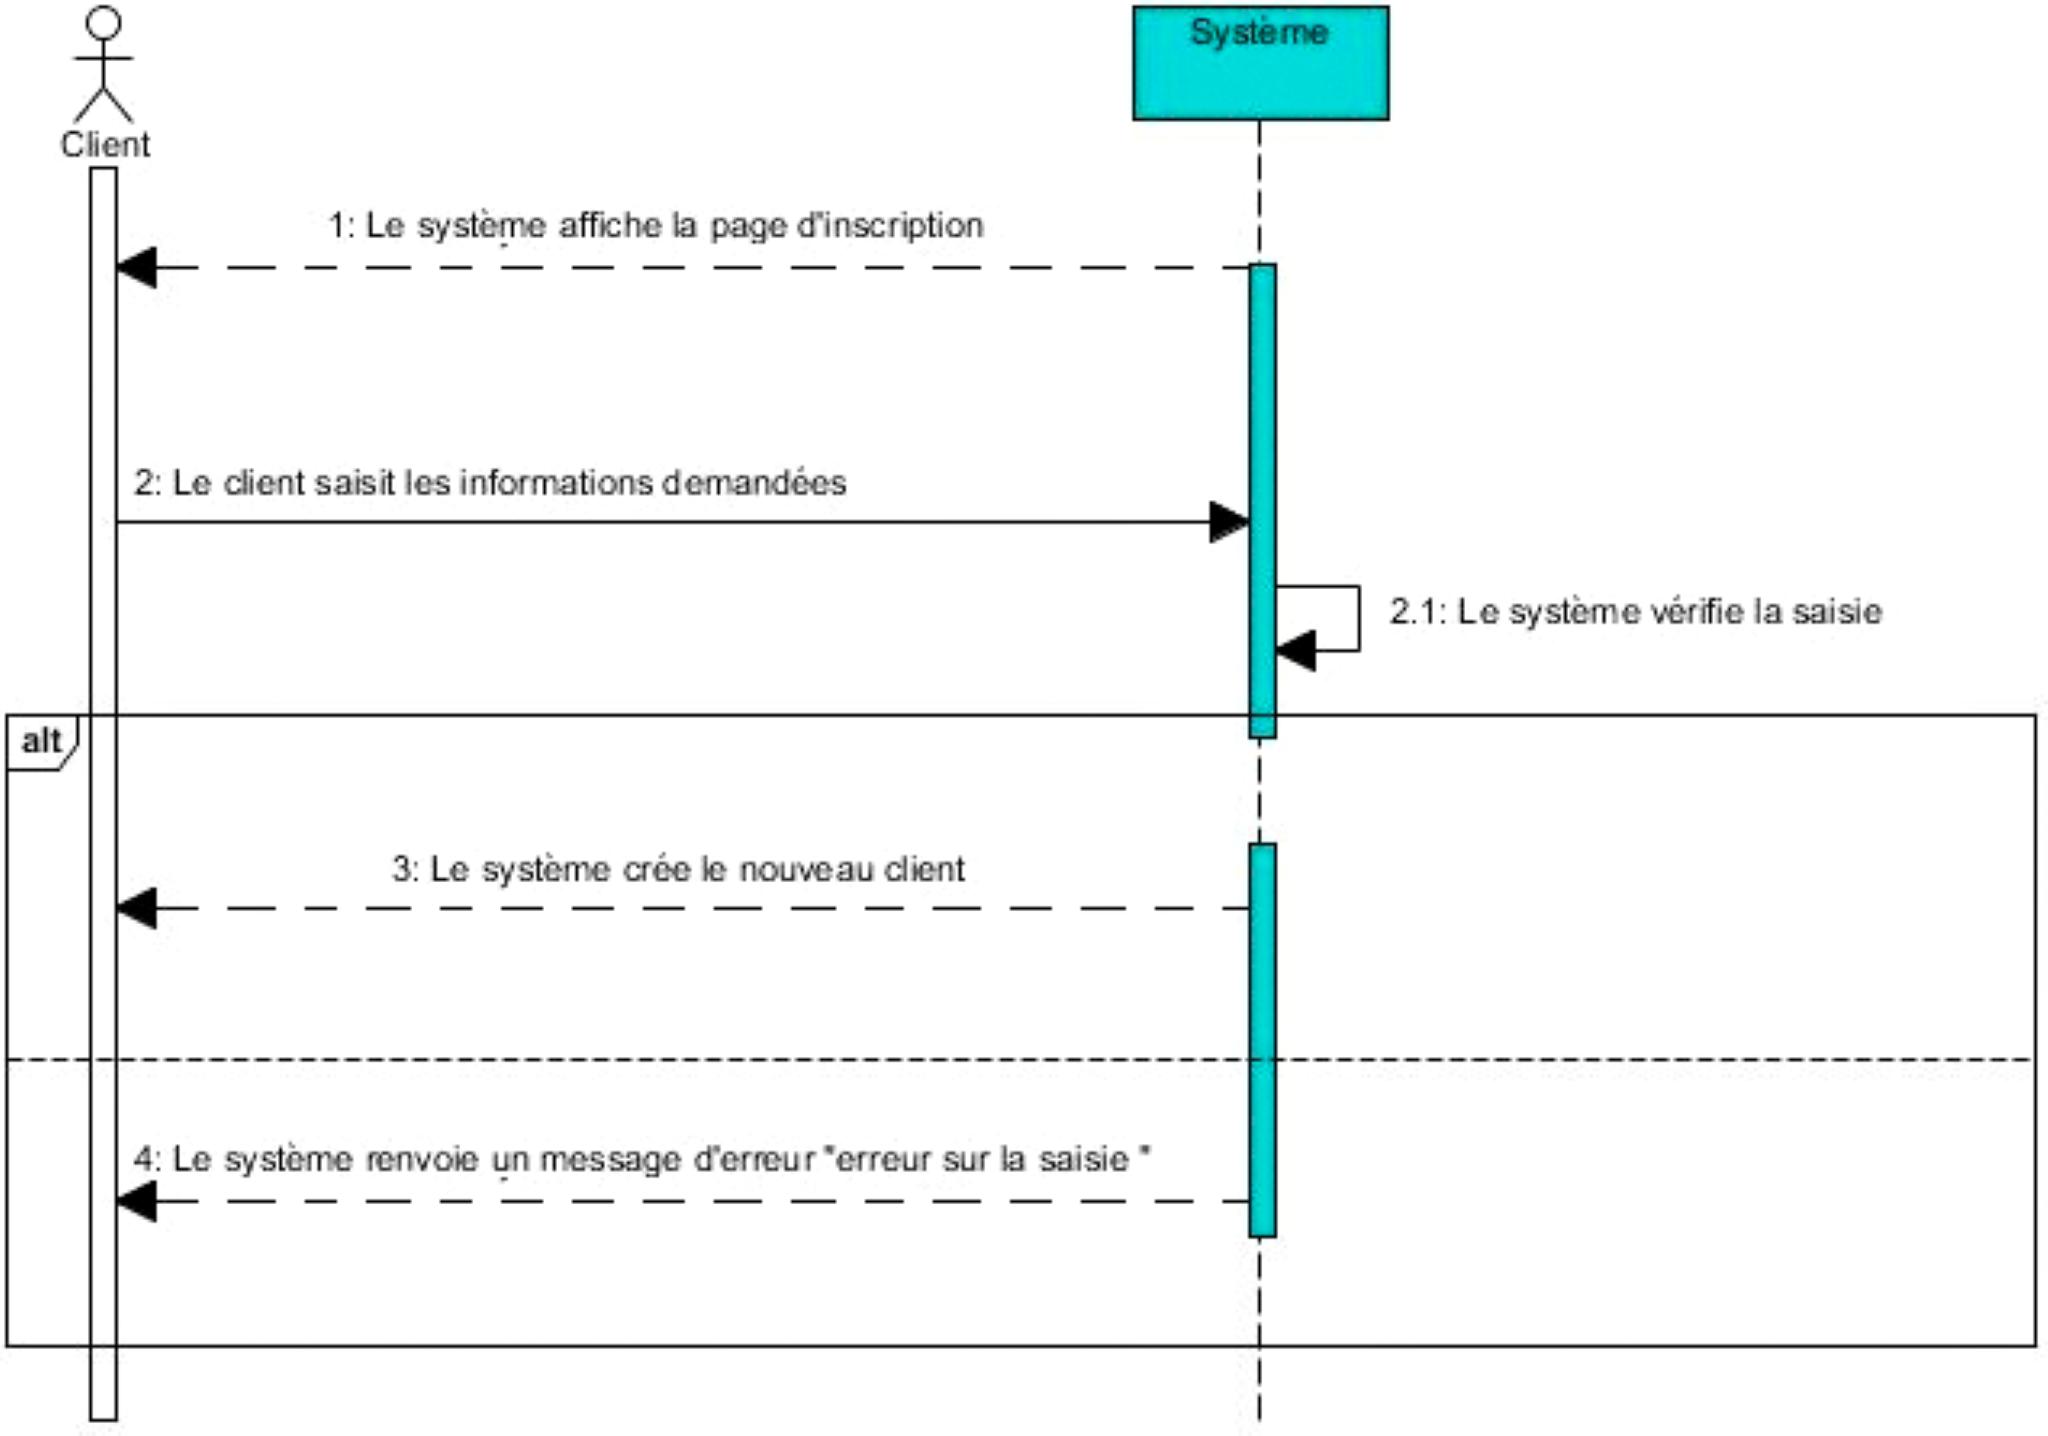 Système
Client
1: Le système affiche la page d'inscription
2: Le client saisit les informations demandées
2.1: Le système vérifie la saisie
alt
3: Le système crée le nouveau client
4: Le système renvoie un message d'erreur "erreur sur la saisie "